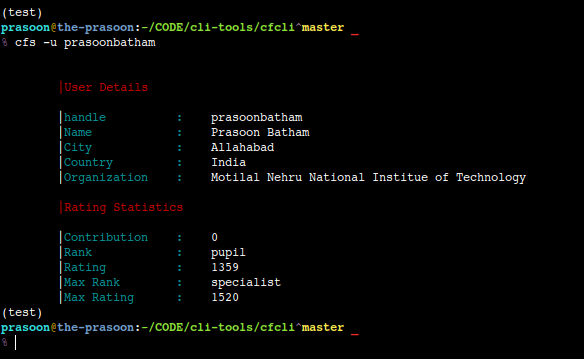 (test)
prasoon@the-prasoon:~/CODE/cli-tools/cfcli^master _
% cfs -u prasoonbatham
|User Details
|handle : prasoonbatham
|Name : Prasoon Batham
|City : Allahabad
|Country : India
|Organization : Motilal Nehru National Institue of Technology
|Rating Statistics
|Contribution : 0
|Rank : pupil
|Rating : 1359
|Max Rank : specialist
|Max Rating : 1520
(test)
prasoon@the-prasoon:~/CODE/cli-tools/cfcli^master _
%